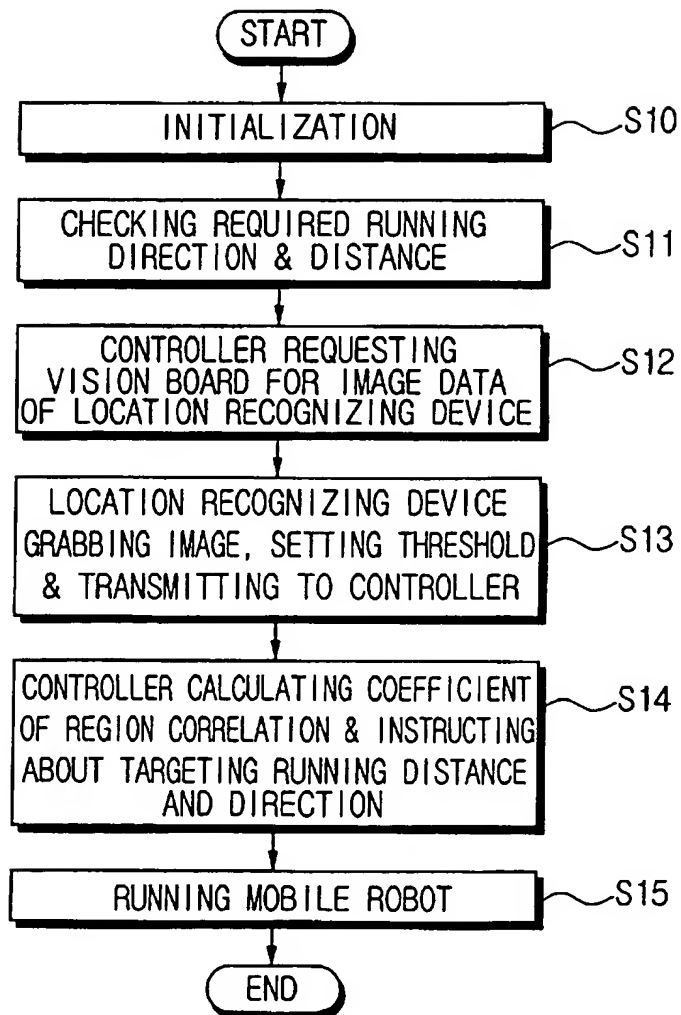 START
INITIALIZATION
S10
CHECKING REQUIRED RUNNING
DIRECTION & DISTANCE
S11
CONTROLLER REQUESTING
VISION BOARD FOR IMAGE DATA
OF LOCATION RECOGNIZING DEVICE
S12
LOCATION RECOGNIZING DEVICE
GRABBING IMAGE, SETTING THRESHOLD
& TRANSMITTING TO CONTROLLER
S13
CONTROLLER CALCULATING COEFFICIENT
OF REGION CORRELATION & INSTRUCTING
ABOUT TARGETING RUNNING DISTANCE
AND DIRECTION
S14
RUNNING MOBILE ROBOT
S15
END